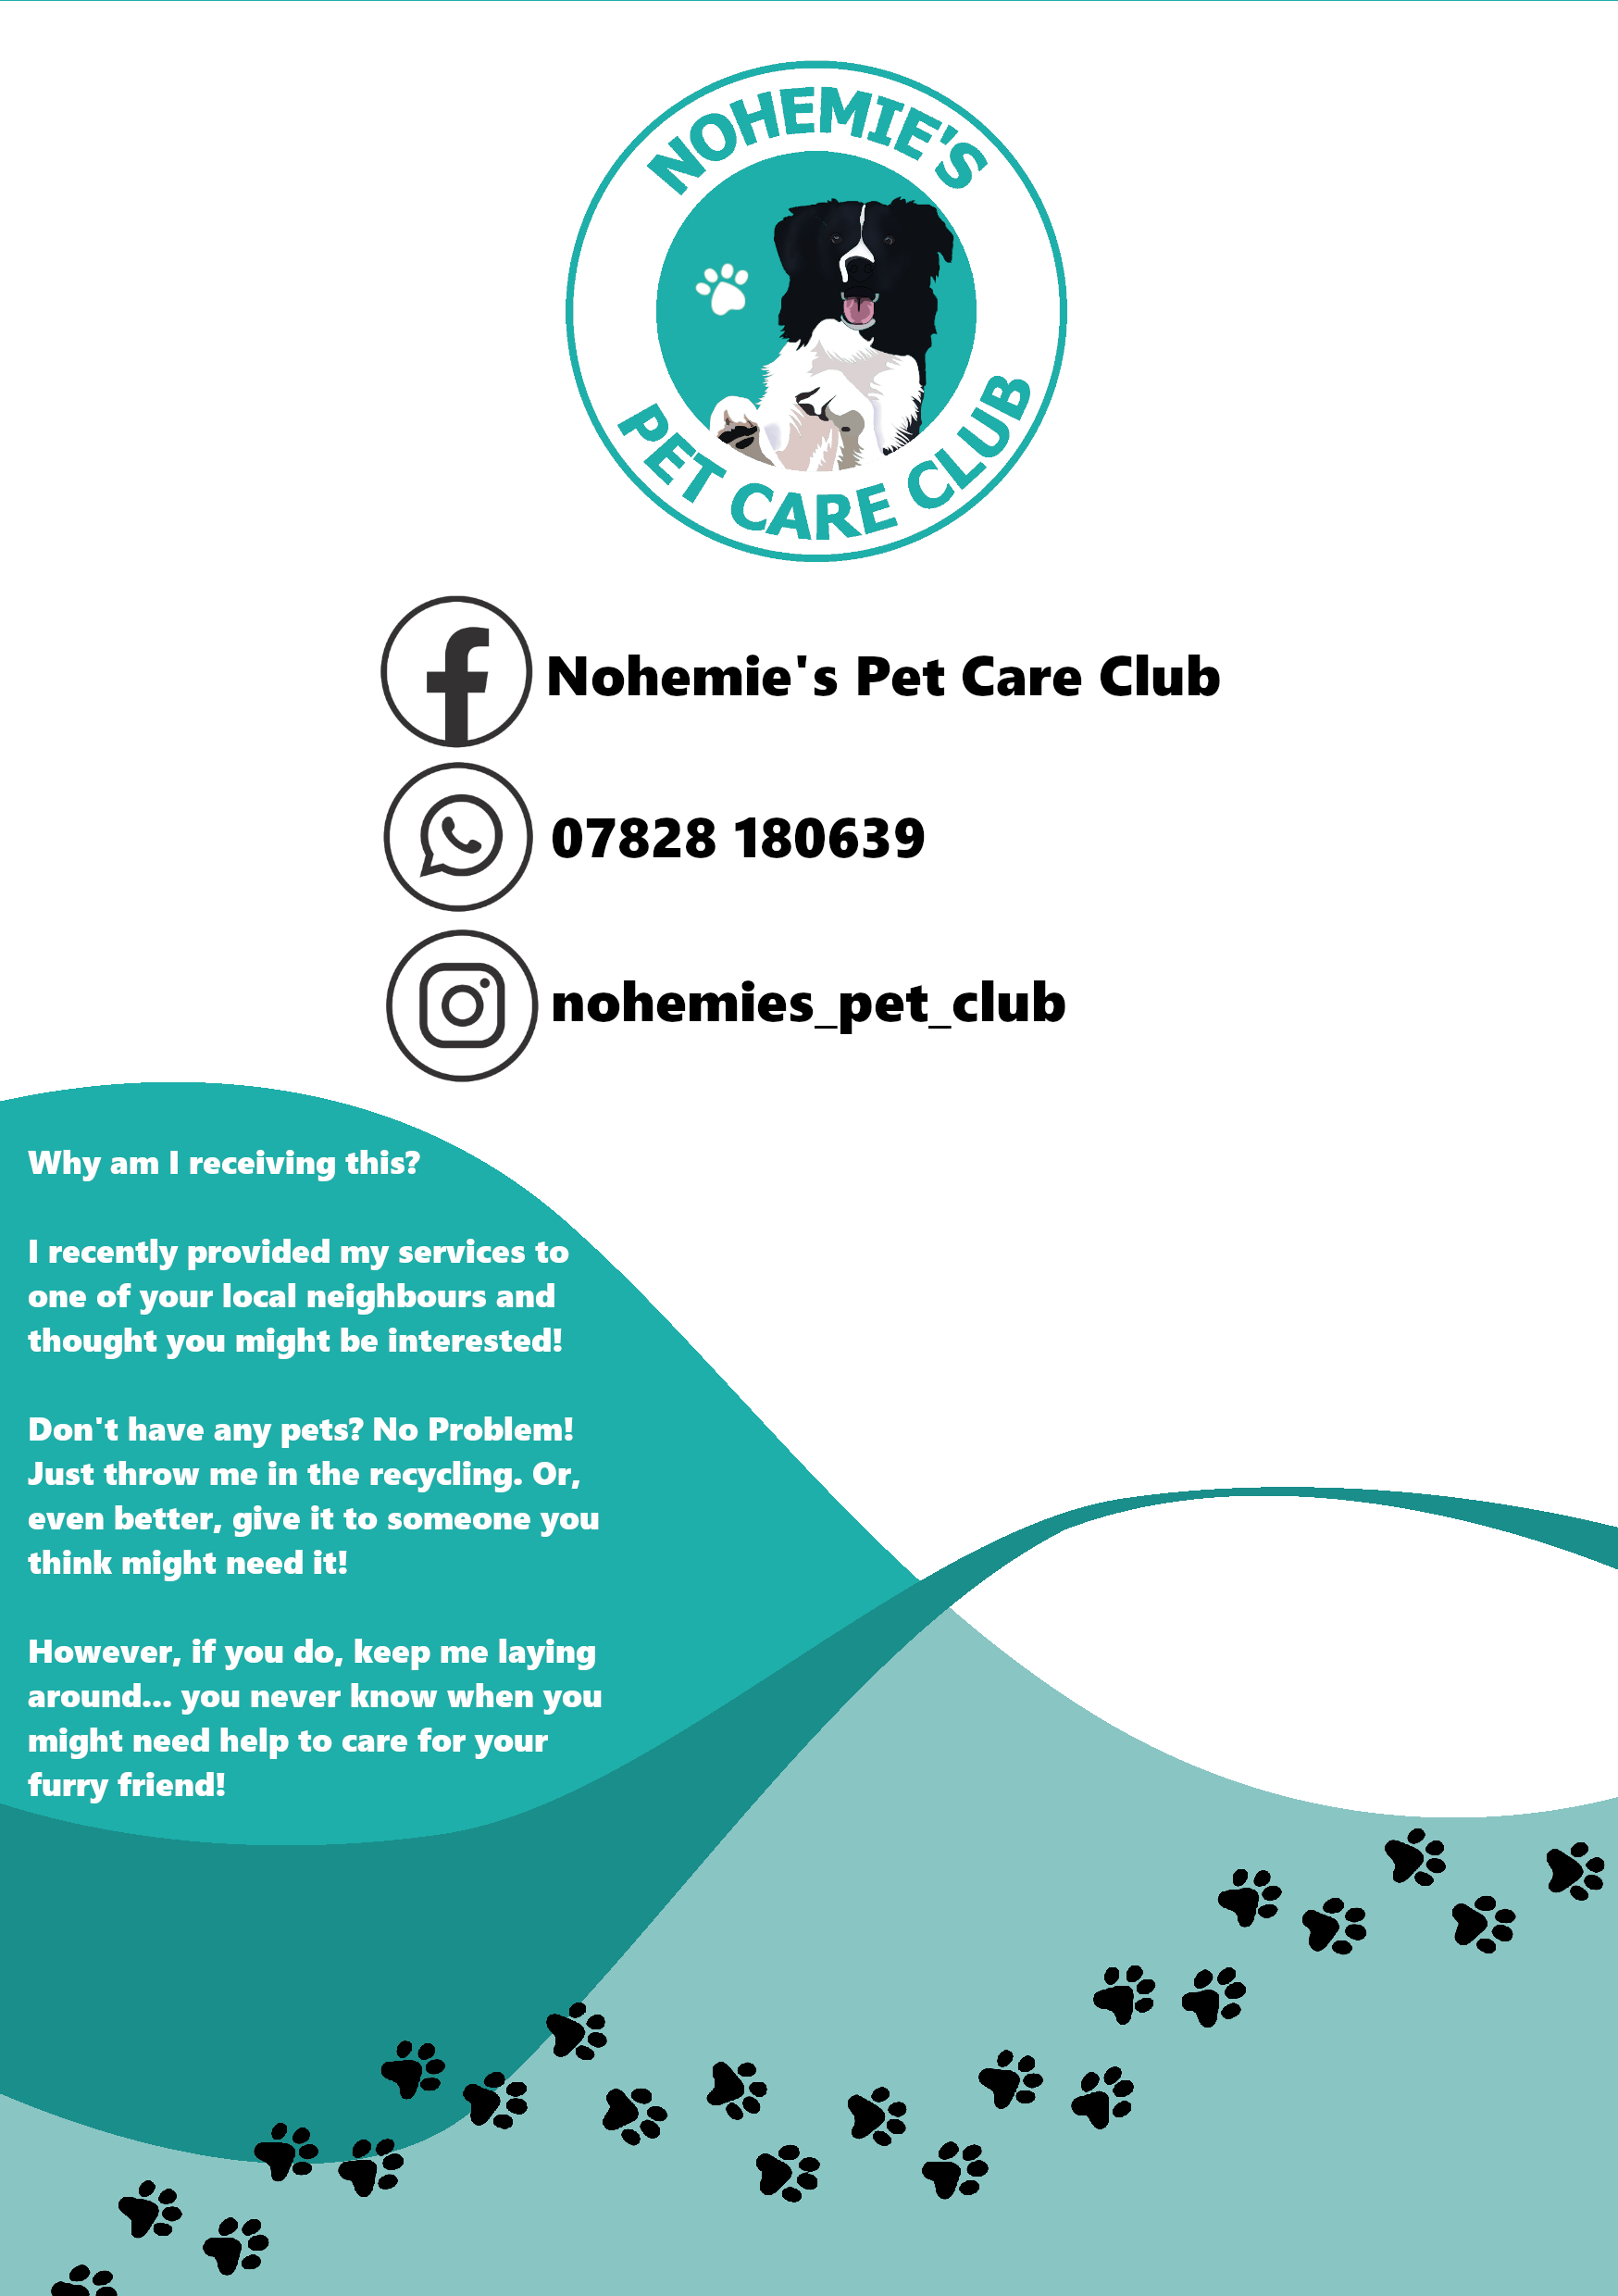 NOHEMIE'S
PET CARE CLUB
Nohemie's Pet Care Club
07828 180639
nohemies_pet_club
Why am I receiving this?
I recently provided my services to
one of your local neighbours and
thought you might be interested!
Don't have any pets? No Problem!
Just throw me in the recycling. Or,
even better, give it to someone you
think might need it!
However, if you do, keep me laying
around... you never know when you
might need help to care for your
furry friend!